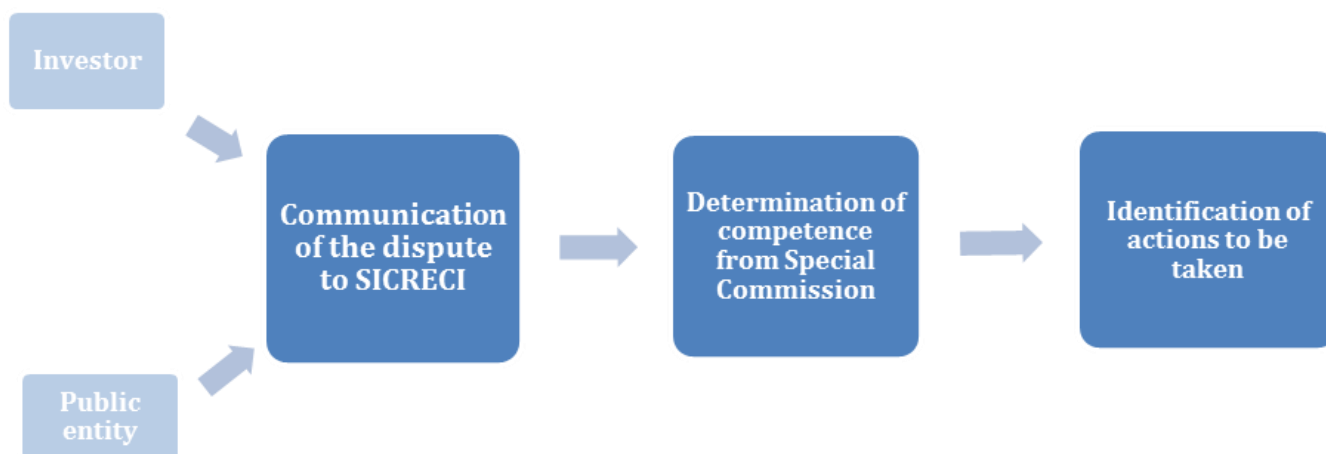 Investor
Communication
of the dispute
to SICRECI
Determination of
competence
from Special
Commission
Identification of
actions to be
taken
Public
entity